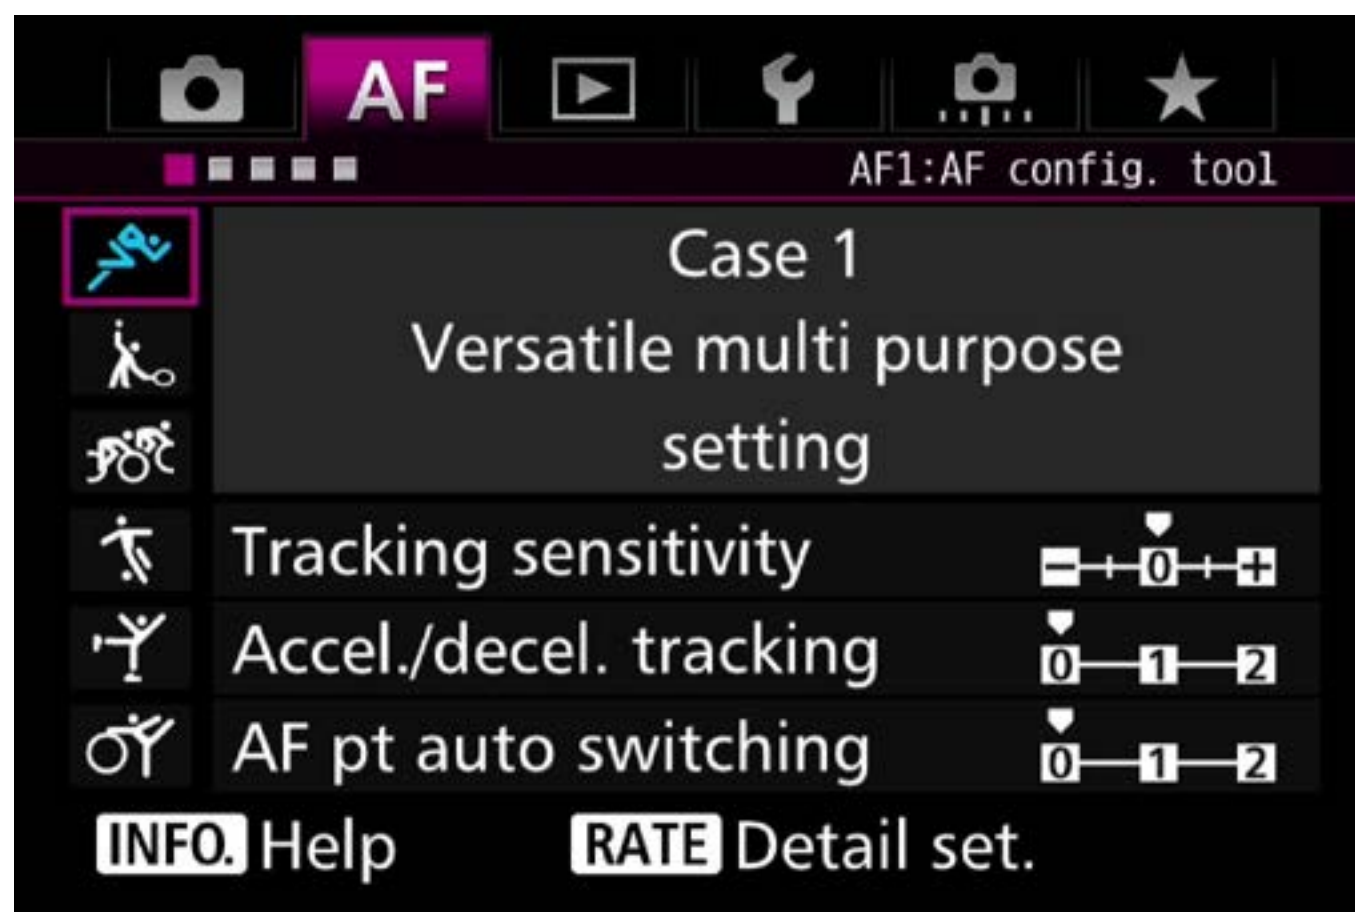 AF
AF1:AF config. tool
Case 1
Versatile multi purpose
setting
Tracking sensitivity
− 0 +
Accel./decel. tracking
0 1 2
AF pt auto switching
0 1 2
INFO. Help RATE Detail set.